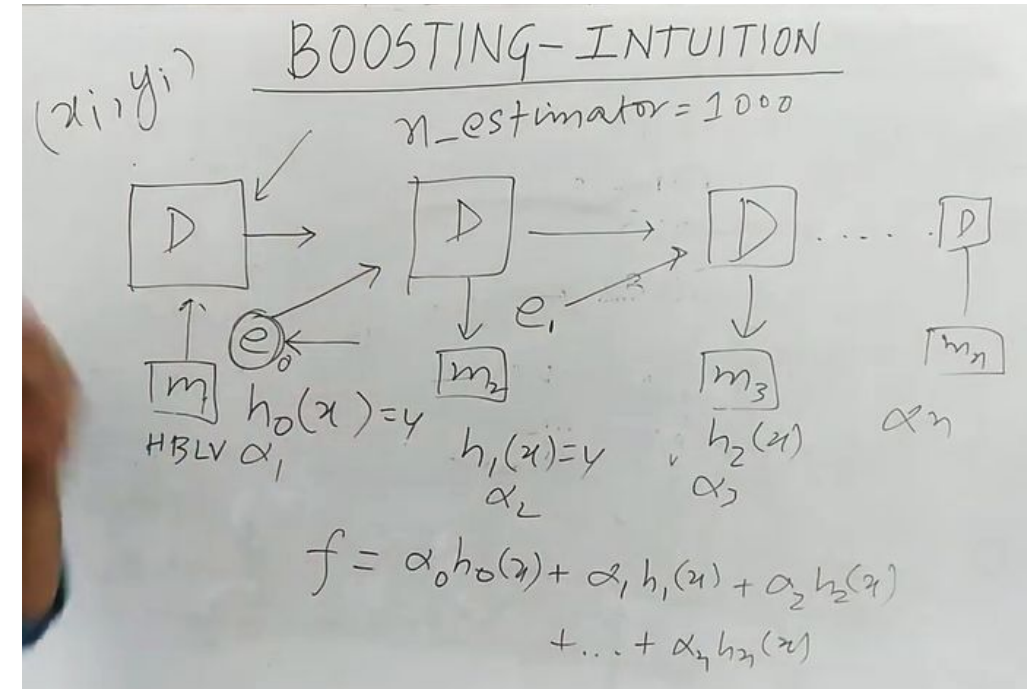 BOOSTING-INTUITION
(xi, yi)
n_estimator=1000
D D D ..... D
e0 e1
m1 m2 m3 mn
h0(x)=y h1(x)=y h2(x) αn
HBLV α1 α2 α3
f = α0h0(x) + α1h1(x) + α2h2(x)
+...+ αnhn(x)